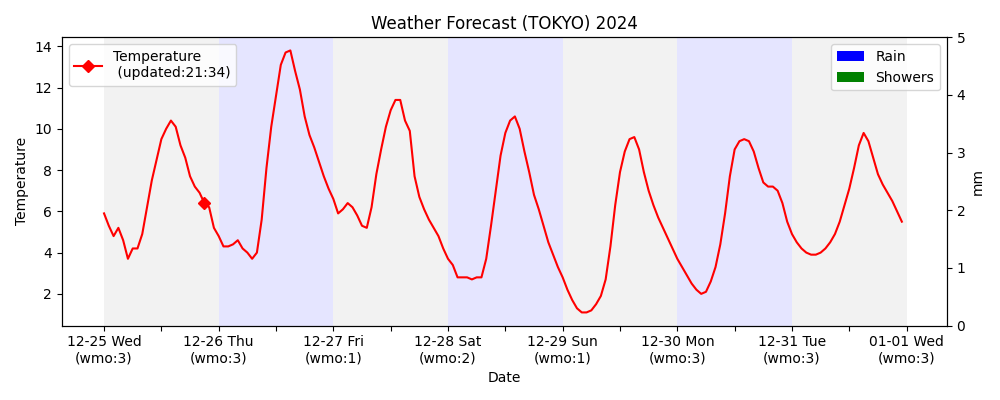 Weather Forecast (TOKYO) 2024
Temperature
(updated:21:34)
Rain
Showers
14
12
10
8
6
4
2
Temperature
5
4
3
2
1
0
mm
12-25 Wed
(wmo:3)
12-26 Thu
(wmo:3)
12-27 Fri
(wmo:1)
12-28 Sat
(wmo:2)
12-29 Sun
(wmo:1)
12-30 Mon
(wmo:3)
12-31 Tue
(wmo:3)
01-01 Wed
(wmo:3)
Date